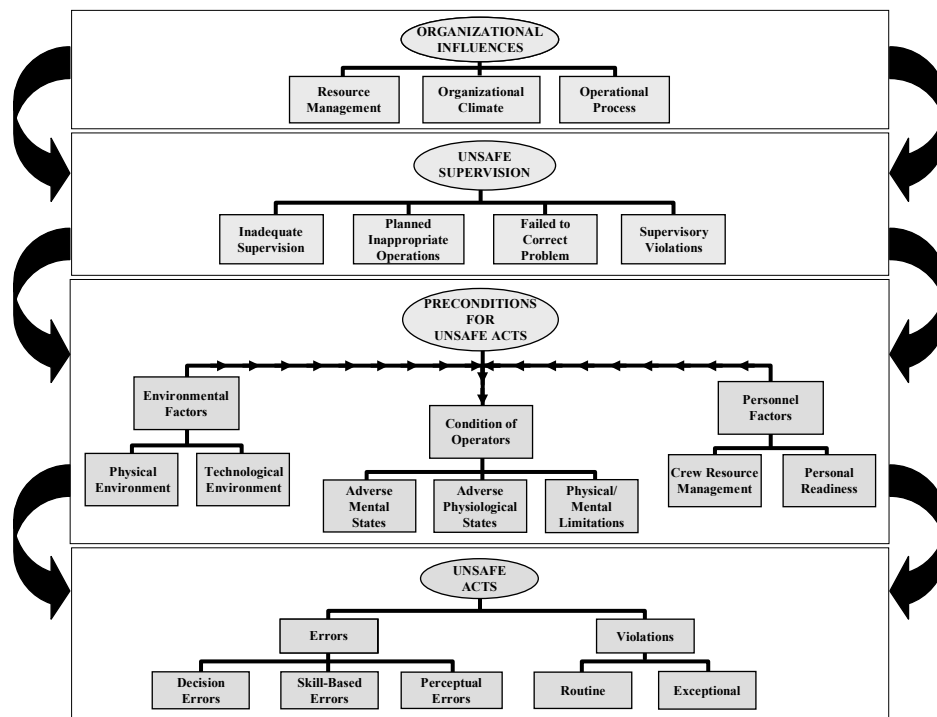 ORGANIZATIONAL
INFLUENCES
Resource
Management
Organizational
Climate
Operational
Process
UNSAFE
SUPERVISION
Inadequate
Supervision
Planned
Inappropriate
Operations
Failed to
Correct
Problem
Supervisory
Violations
PRECONDITIONS
FOR
UNSAFE ACTS
Environmental
Factors
Condition of
Operators
Personnel
Factors
Physical
Environment
Technological
Environment
Adverse
Mental
States
Adverse
Physiological
States
Physical/
Mental
Limitations
Crew Resource
Management
Personal
Readiness
UNSAFE
ACTS
Errors
Violations
Decision
Errors
Skill-Based
Errors
Perceptual
Errors
Routine
Exceptional